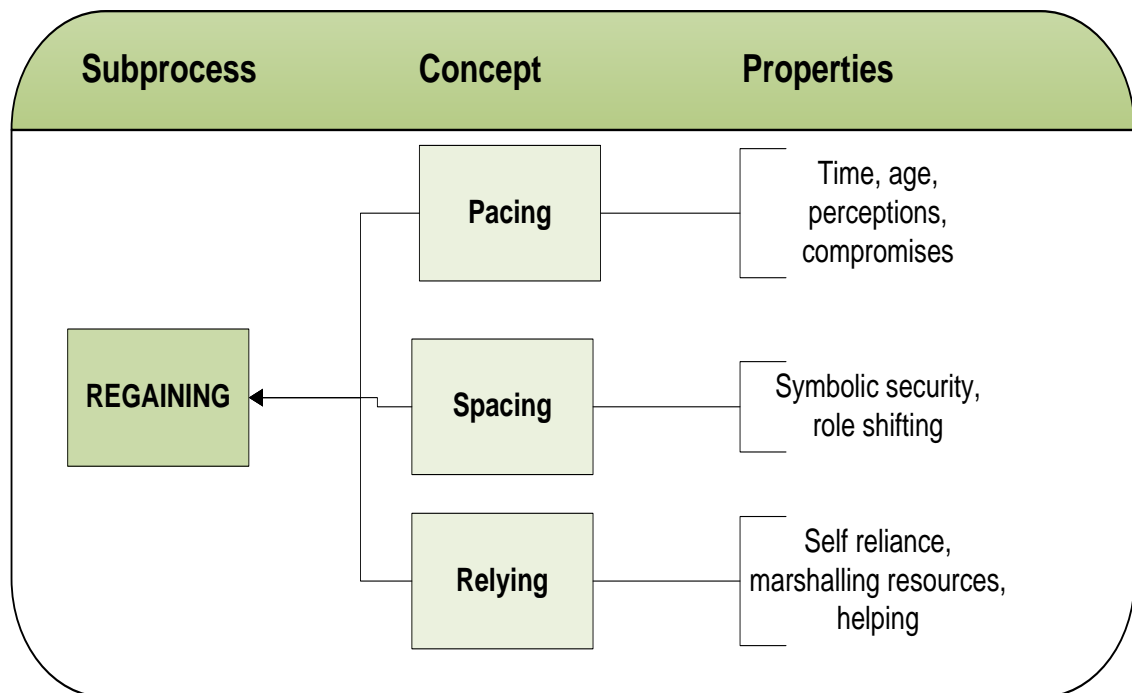 Subprocess Concept Properties
Pacing
Time, age,
perceptions,
compromises
REGAINING
Spacing
Symbolic security,
role shifting
Relying
Self reliance,
marshalling resources,
helping